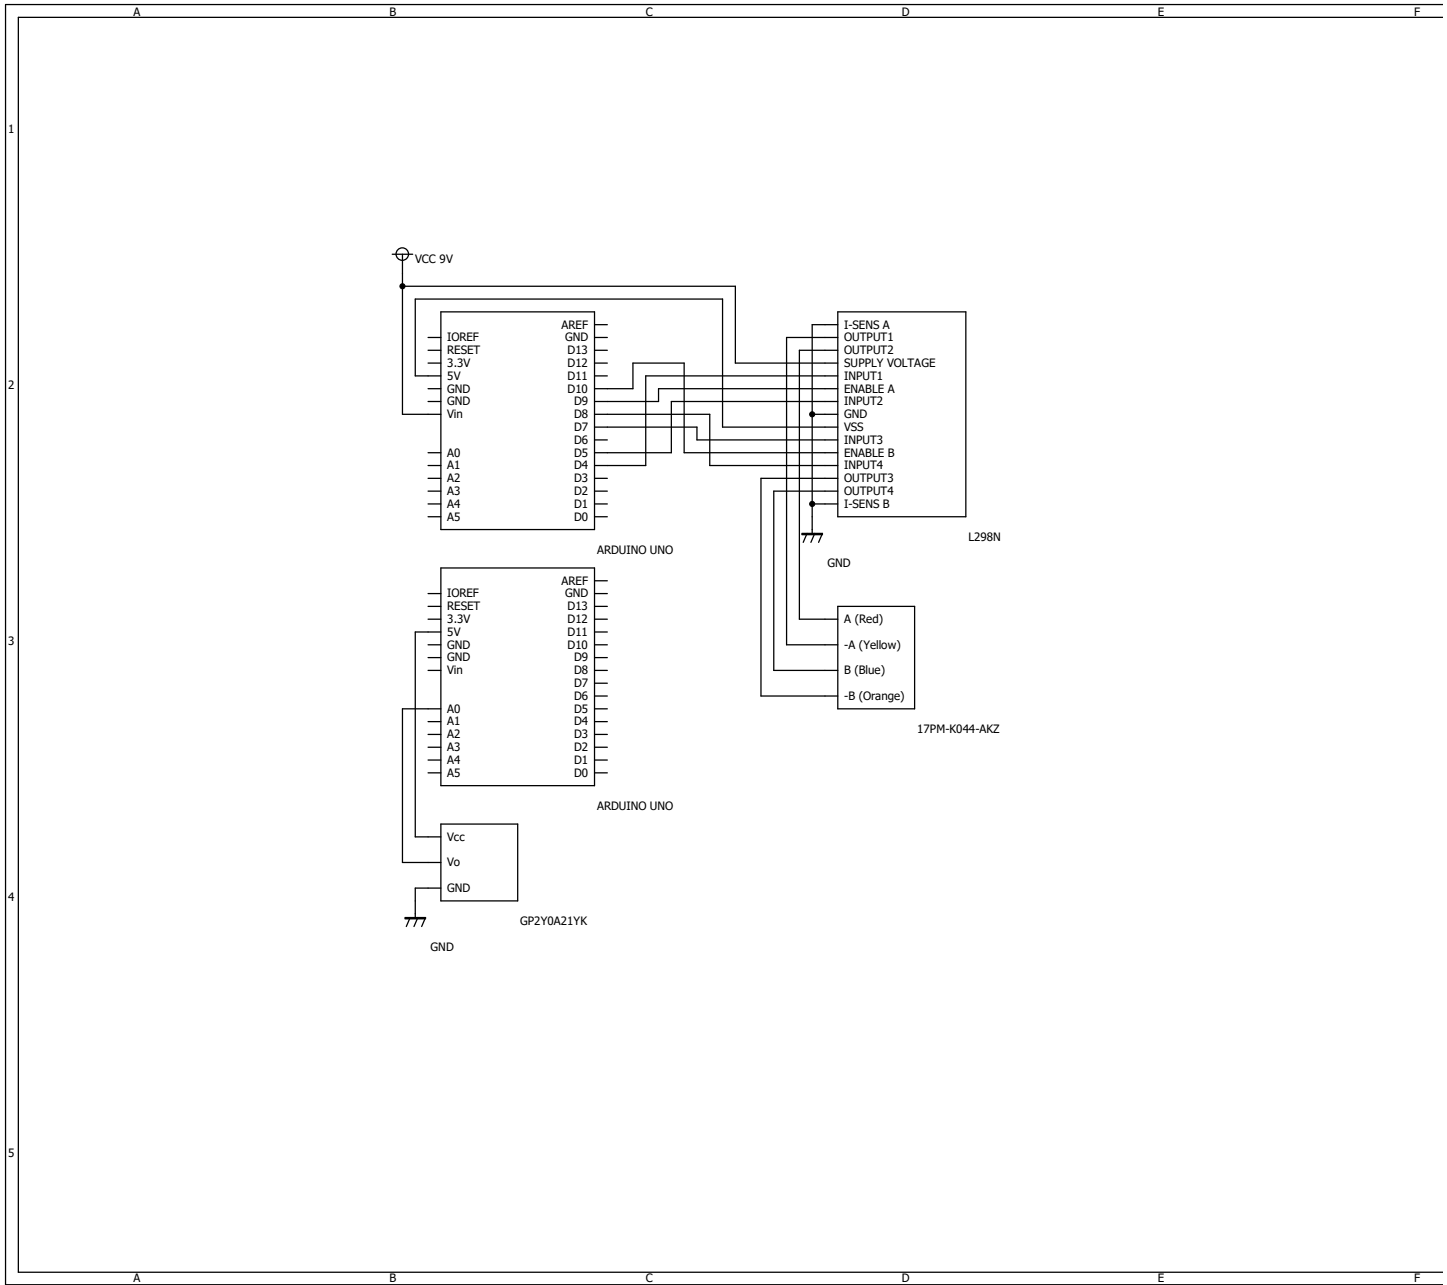 A B C D E F
1
VCC 9V
AREF
IOREF GND
RESET D13
3.3V D12
5V D11
GND D10
GND D9
Vin D8
D7
D6
A0 D5
A1 D4
A2 D3
A3 D2
A4 D1
A5 D0
ARDUINO UNO
I-SENS A
OUTPUT1
OUTPUT2
SUPPLY VOLTAGE
INPUT1
ENABLE A
INPUT2
GND
VSS
INPUT3
ENABLE B
INPUT4
OUTPUT3
OUTPUT4
I-SENS B
L298N
GND
2
AREF
IOREF GND
RESET D13
3.3V D12
5V D11
GND D10
GND D9
Vin D8
D7
D6
A0 D5
A1 D4
A2 D3
A3 D2
A4 D1
A5 D0
ARDUINO UNO
A (Red)
-A (Yellow)
B (Blue)
-B (Orange)
17PM-K044-AKZ
3
Vcc
Vo
GND
GP2Y0A21YK
GND
4
5
A B C D E F